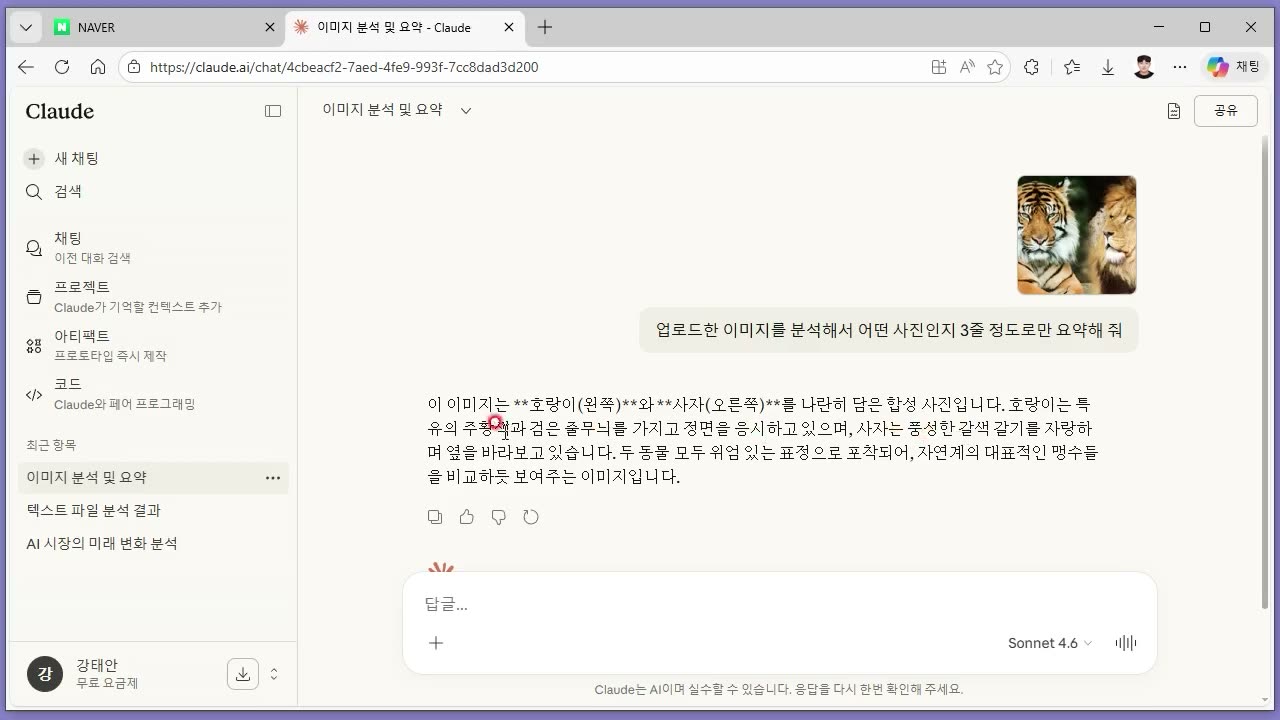 NAVER
이미지 분석 및 요약 - Claude
https://claude.ai/chat/4cbeacf2-7aed-4fe9-993f-7cc8dad3d200
채팅
Claude
이미지 분석 및 요약
공유
새 채팅
검색
채팅
이전 대화 검색
프로젝트
Claude가 기억할 컨텍스트 추가
아티팩트
프로토타입 즉시 제작
코드
Claude와 페어 프로그래밍
최근 항목
이미지 분석 및 요약
텍스트 파일 분석 결과
AI 시장의 미래 변화 분석
강
강태안
무료 요금제
업로드한 이미지를 분석해서 어떤 사진인지 3줄 정도로만 요약해 줘
이 이미지는 **호랑이(왼쪽)**와 **사자(오른쪽)**를 나란히 담은 합성 사진입니다. 호랑이는 특
유의 주황색과 검은 줄무늬를 가지고 정면을 응시하고 있으며, 사자는 풍성한 갈색 갈기를 자랑하
며 옆을 바라보고 있습니다. 두 동물 모두 위엄 있는 표정으로 포착되어, 자연계의 대표적인 맹수들
을 비교하듯 보여주는 이미지입니다.
답글...
Sonnet 4.6
Claude는 AI이며 실수할 수 있습니다. 응답을 다시 한번 확인해 주세요.